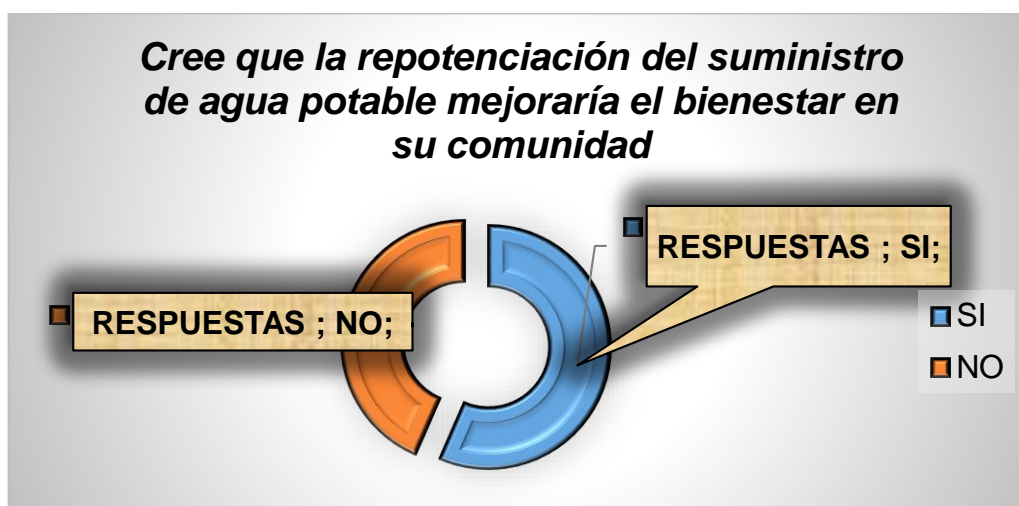 Cree que la repotenciación del suministro
de agua potable mejoraría el bienestar en
su comunidad
RESPUESTAS ; SI;
RESPUESTAS ; NO;
SI
NO